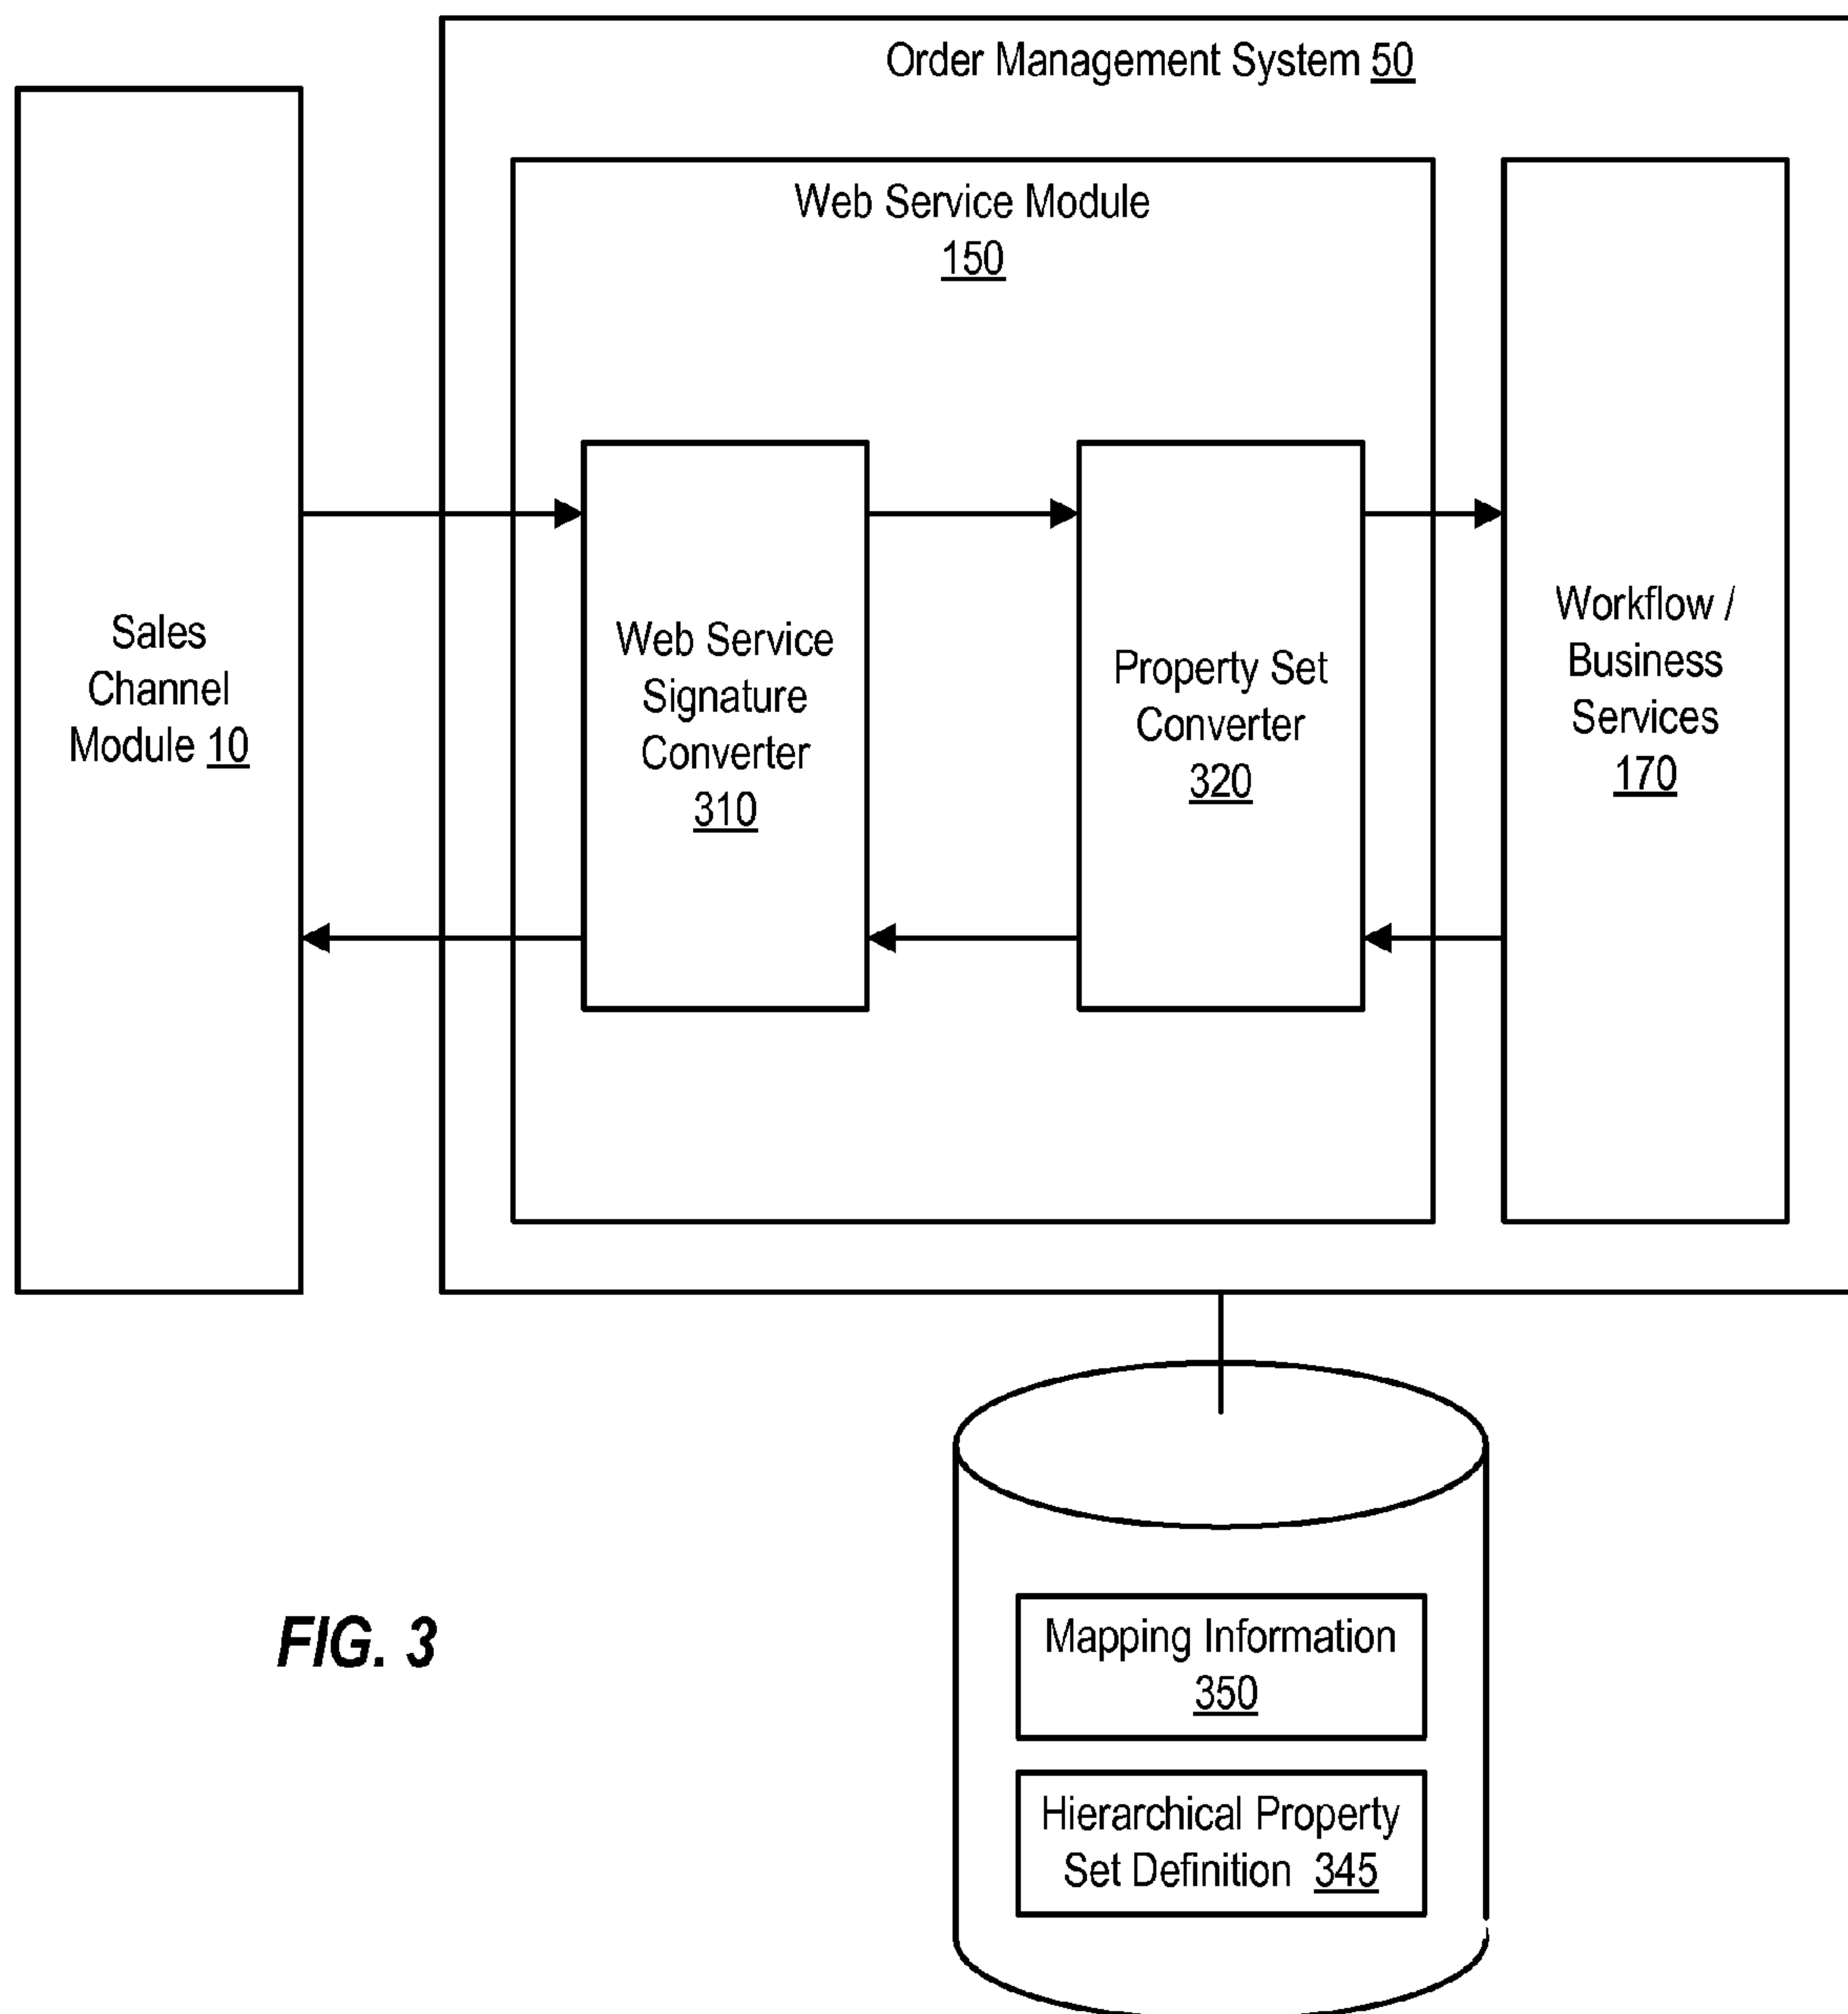 Order Management System 50
Web Service Module
150
Sales
Channel
Module 10
Web Service
Signature
Converter
310
Property Set
Converter
320
Workflow /
Business
Services
170
Mapping Information
350
Hierarchical Property
Set Definition 345
FIG. 3